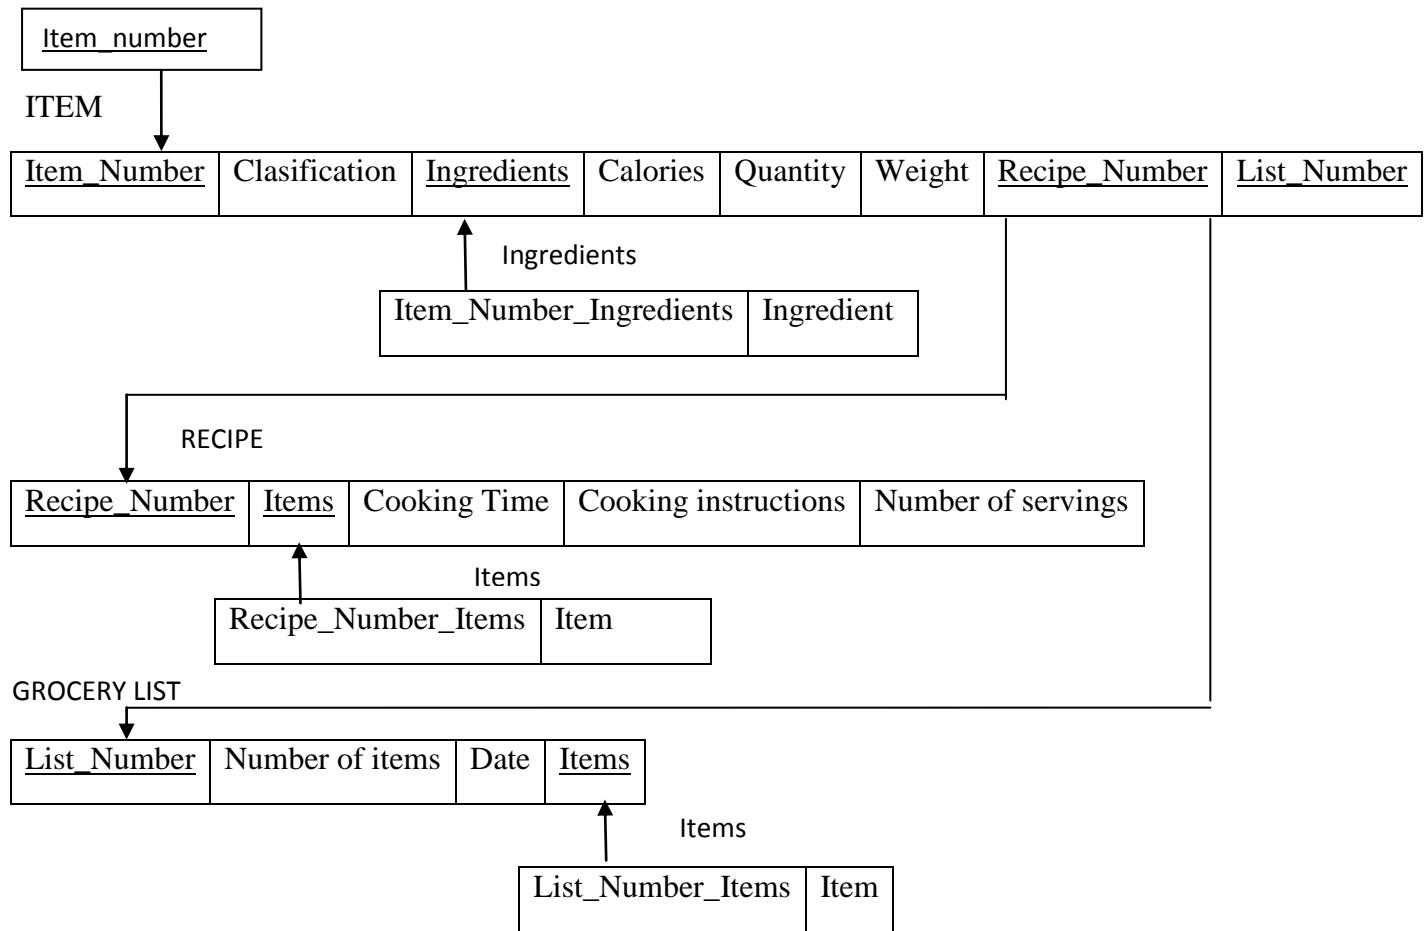 Item_number
ITEM
Item_Number Clasification Ingredients Calories Quantity Weight Recipe_Number List_Number
Ingredients
Item_Number_Ingredients Ingredient
RECIPE
Recipe_Number Items Cooking Time Cooking instructions Number of servings
Items
Recipe_Number_Items Item
GROCERY LIST
List_Number Number of items Date Items
Items
List_Number_Items Item